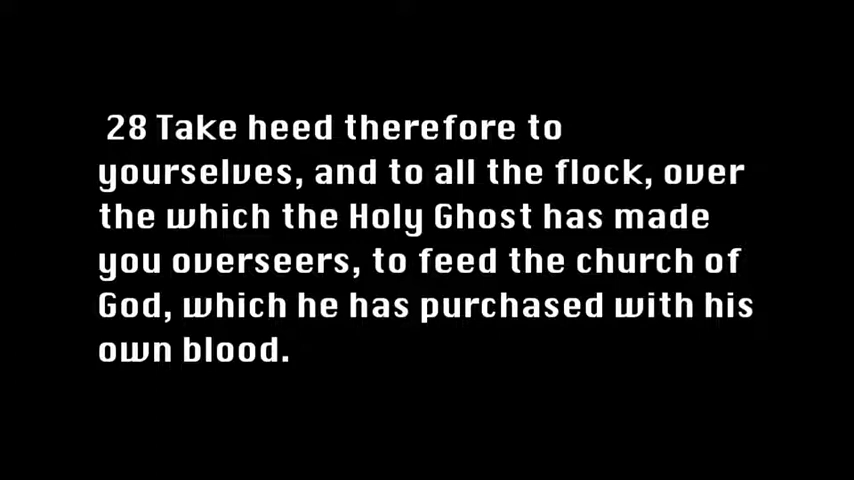 28 Take heed therefore to
yourselves, and to all the flock, over
the which the Holy Ghost has made
you overseers, to feed the church of
God, which he has purchased with his
own blood.